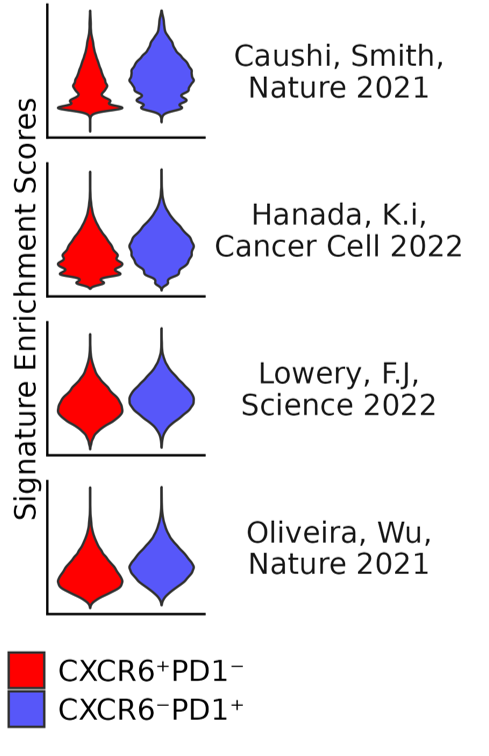 Signature Enrichment Scores
Caushi, Smith,
Nature 2021
Hanada, K.i,
Cancer Cell 2022
Lowery, F.J,
Science 2022
Oliveira, Wu,
Nature 2021
CXCR6⁺PD1⁻
CXCR6⁻PD1⁺